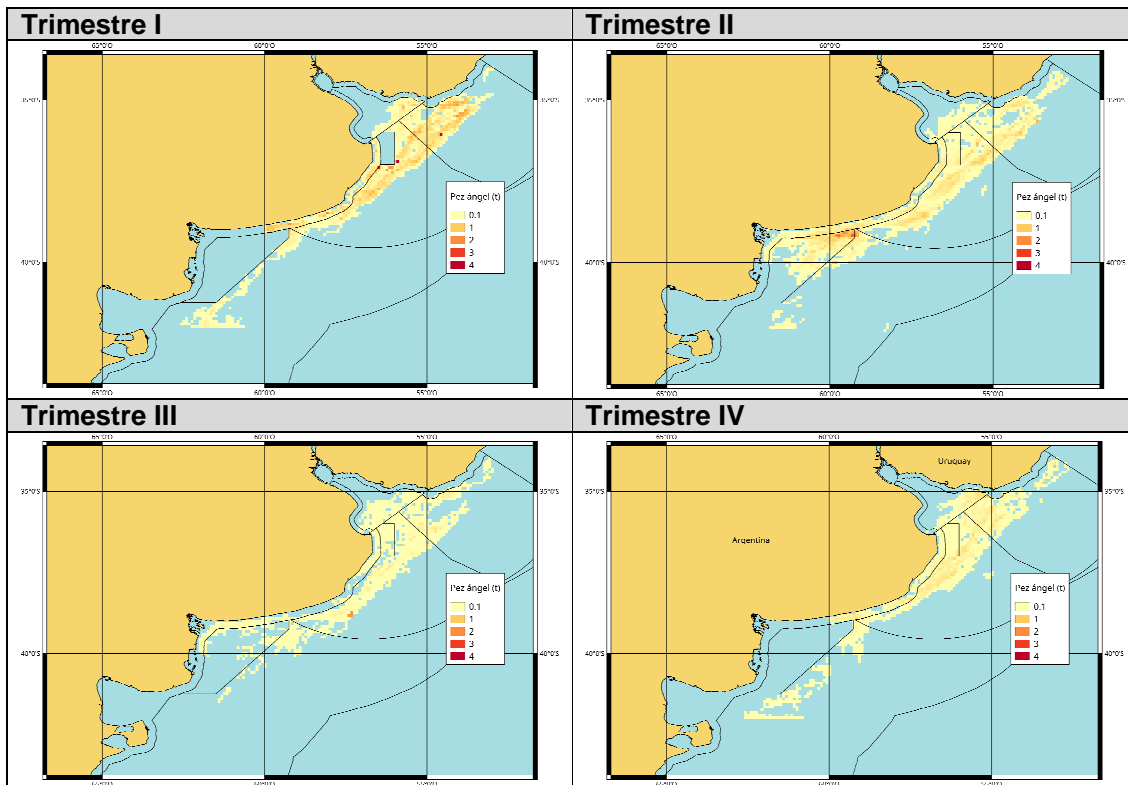 Trimestre I
Trimestre II
65°0'O 60°0'O 55°0'O
65°0'O 60°0'O 55°0'O
35°0'S 35°0'S
35°0'S 35°0'S
Pez ángel (t)
0.1
1
2
3
4
Pez ángel (t)
0.1
1
2
3
4
40°0'S 40°0'S
40°0'S 40°0'S
65°0'O 60°0'O 55°0'O
65°0'O 60°0'O 55°0'O
Trimestre III
Trimestre IV
65°0'O 60°0'O 55°0'O
65°0'O 60°0'O 55°0'O
Uruguay
35°0'S 35°0'S
35°0'S 35°0'S
Argentina
Pez ángel (t)
0.1
1
2
3
4
Pez ángel (t)
0.1
1
2
3
4
40°0'S 40°0'S
40°0'S 40°0'S